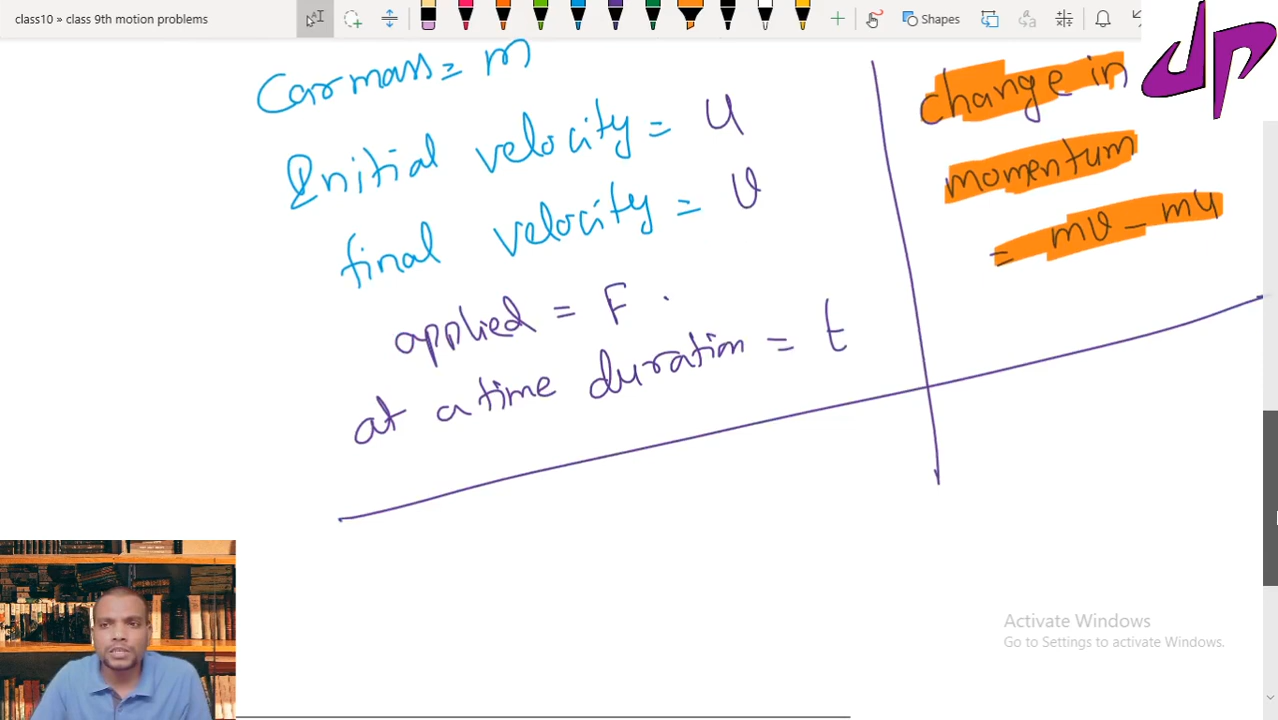 class10 » class 9th motion problems
Shapes
Car mass = m
Initial velocity = u
final velocity = v
applied = F
at a time duration = t
change in
momentum
= mv - mu
dp
Activate Windows
Go to Settings to activate Windows.